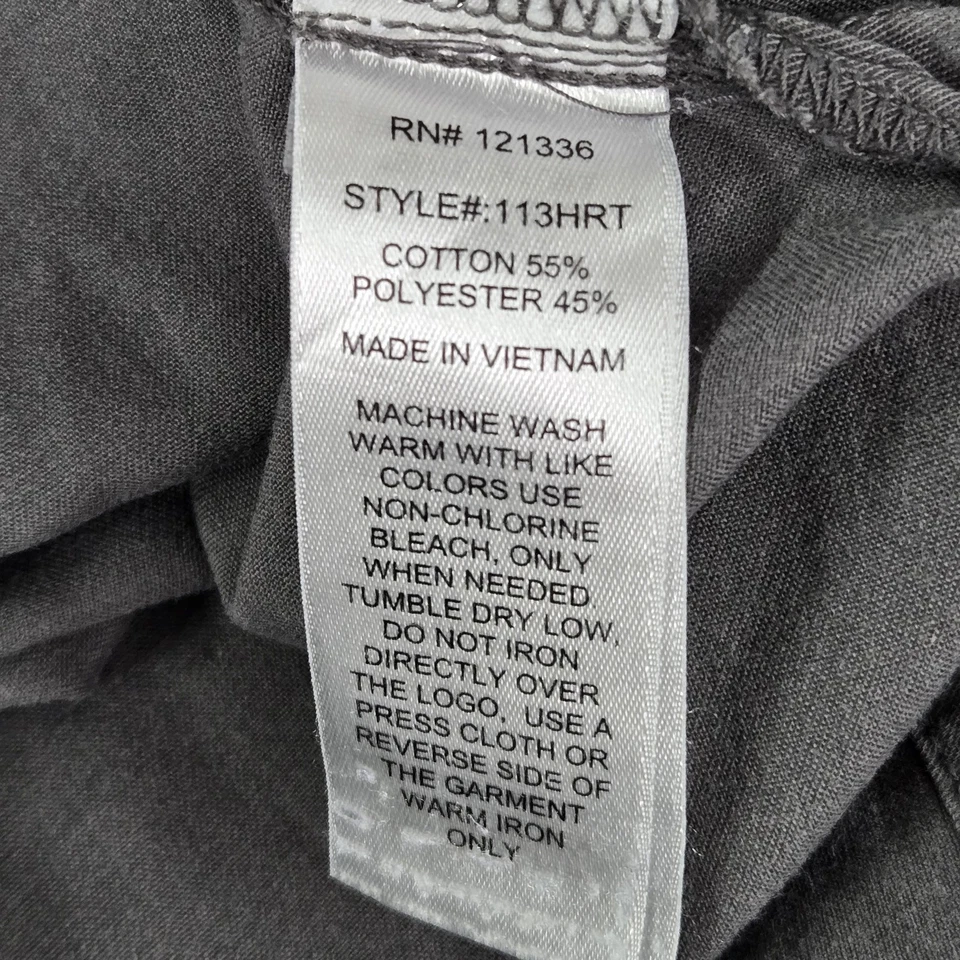 RN# 121336
STYLE#:113HRT
COTTON 55%
POLYESTER 45%
MADE IN VIETNAM
MACHINE WASH
WARM WITH LIKE
COLORS USE
NON-CHLORINE
BLEACH, ONLY
WHEN NEEDED.
TUMBLE DRY LOW,
DO NOT IRON
DIRECTLY OVER
THE LOGO, USE A
PRESS CLOTH OR
REVERSE SIDE OF
THE GARMENT
WARM IRON
ONLY